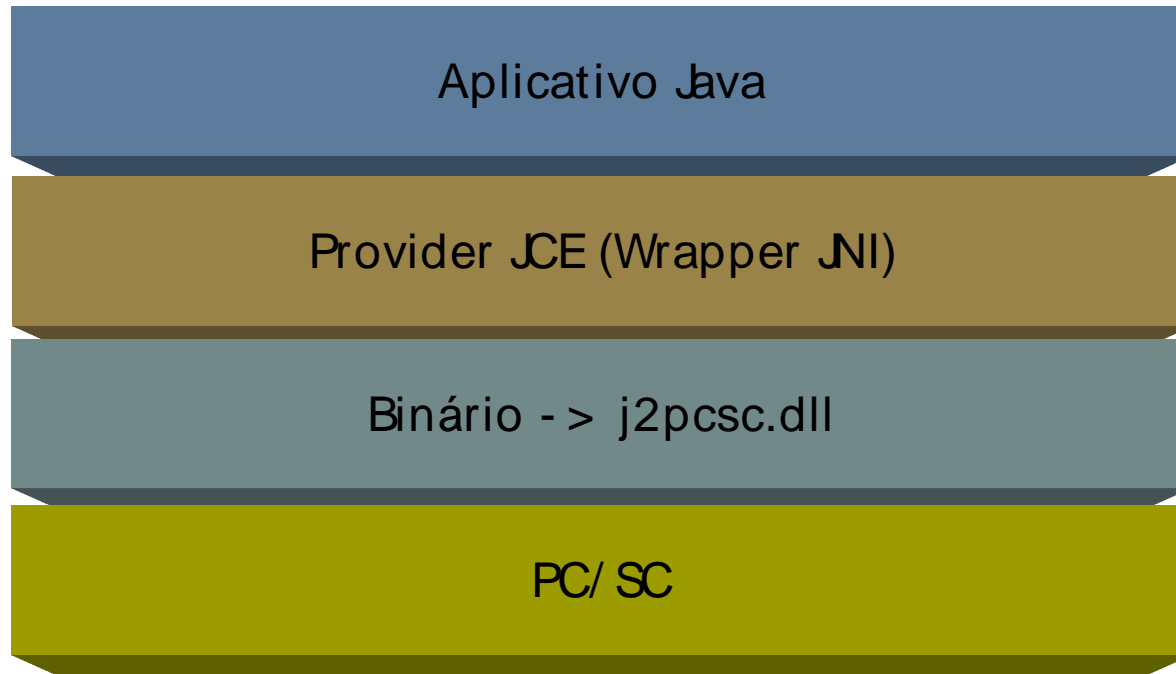 Aplicativo Java
Provider JCE (Wrapper JNI)
Binário -> j2pcsc.dll
PC/SC